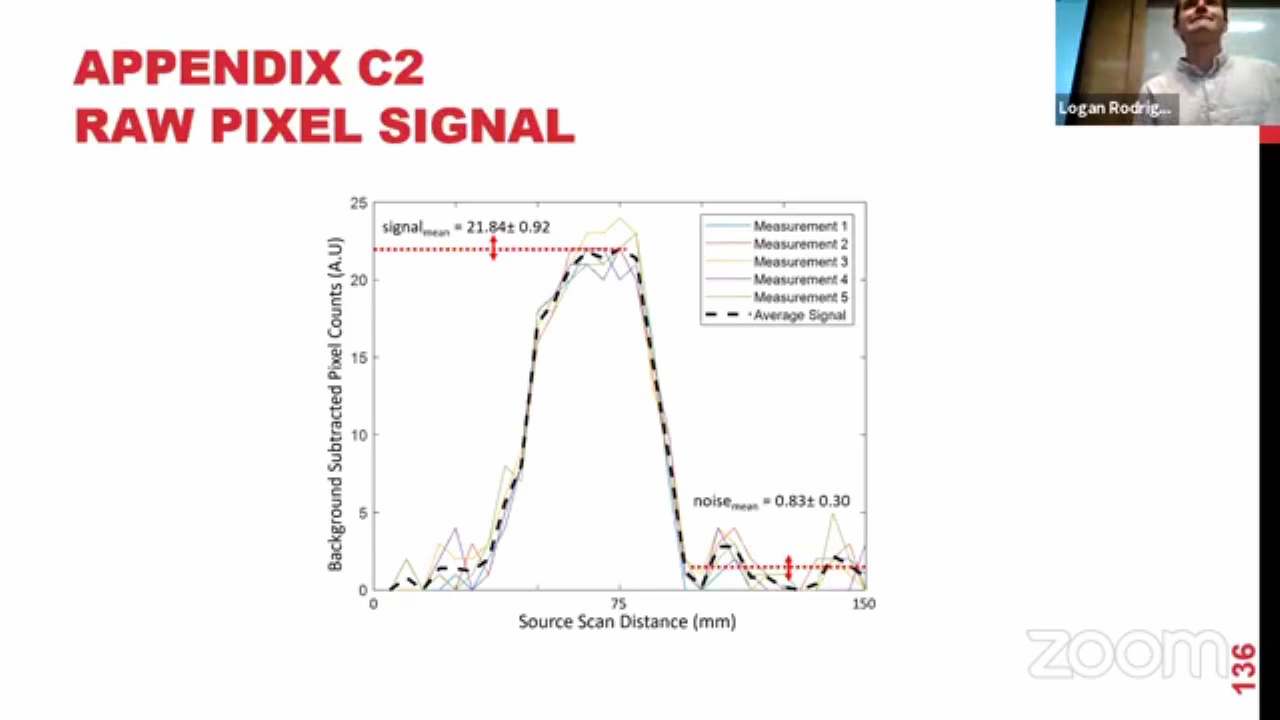 APPENDIX C2
RAW PIXEL SIGNAL
Logan Rodrig...
25
20
15
10
5
0
Background Subtracted Pixel Counts (A.U)
signalmean = 21.84± 0.92
Measurement 1
Measurement 2
Measurement 3
Measurement 4
Measurement 5
Average Signal
noisemean = 0.83± 0.30
0
75
150
Source Scan Distance (mm)
zoom
136